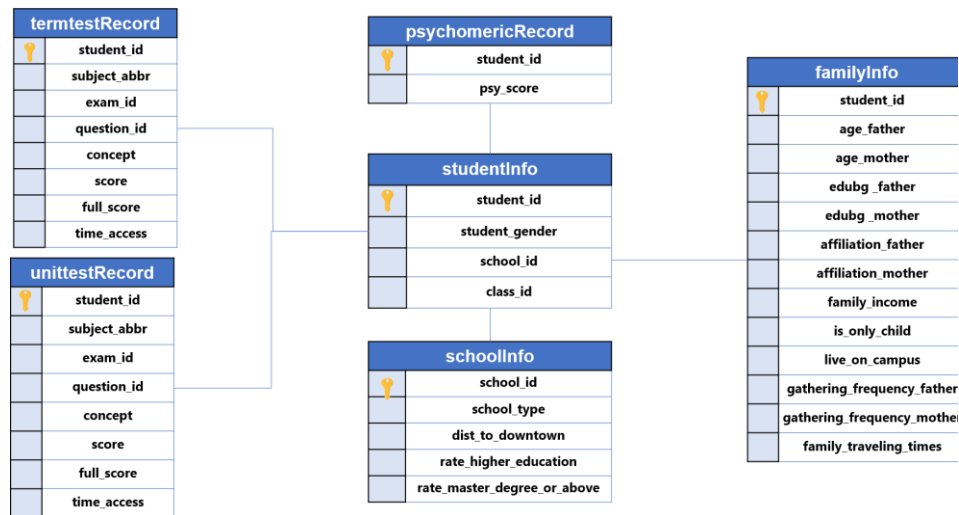 termtestRecord
student_id
subject_abbr
exam_id
question_id
concept
score
full_score
time_access
unittestRecord
student_id
subject_abbr
exam_id
question_id
concept
score
full_score
time_access
psychomericRecord
student_id
psy_score
studentInfo
student_id
student_gender
school_id
class_id
schoolInfo
school_id
school_type
dist_to_downtown
rate_higher_education
rate_master_degree_or_above
familyInfo
student_id
age_father
age_mother
edubg _father
edubg _mother
affiliation_father
affiliation_mother
family_income
is_only_child
live_on_campus
gathering_frequency_father
gathering_frequency_mother
family_traveling_times